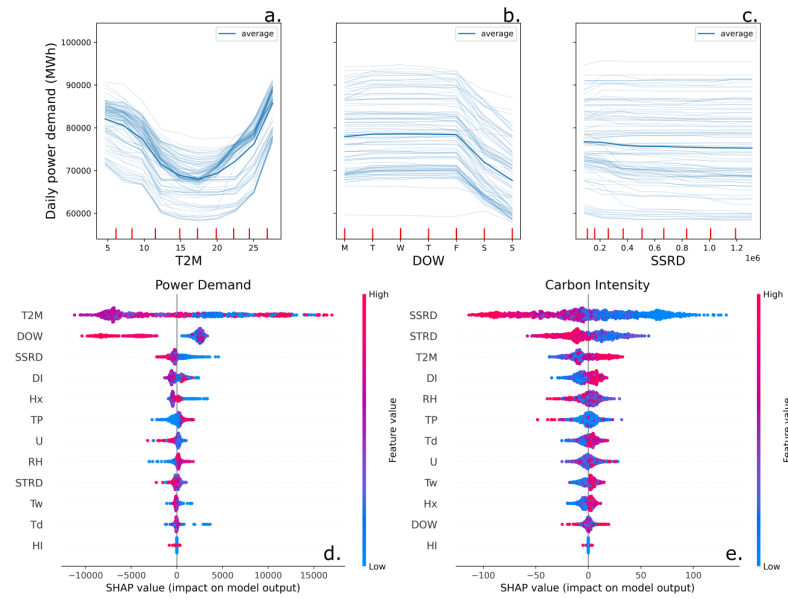 a.
b.
c.
average
average
average
Daily power demand (MWh)
100000
90000
80000
70000
60000
5 10 15 20 25
T2M
M T W T F S S
DOW
0.2 0.4 0.6 0.8 1.0 1.2
1e6
SSRD
Power Demand
T2M
DOW
SSRD
DI
Hx
TP
U
RH
STRD
Tw
Td
HI
−10000 −5000 0 5000 10000 15000
SHAP value (impact on model output)
High
Feature value
Low
d.
Carbon Intensity
SSRD
STRD
T2M
DI
RH
TP
Td
U
Tw
Hx
DOW
HI
−100 −50 0 50 100
SHAP value (impact on model output)
High
Feature value
Low
e.